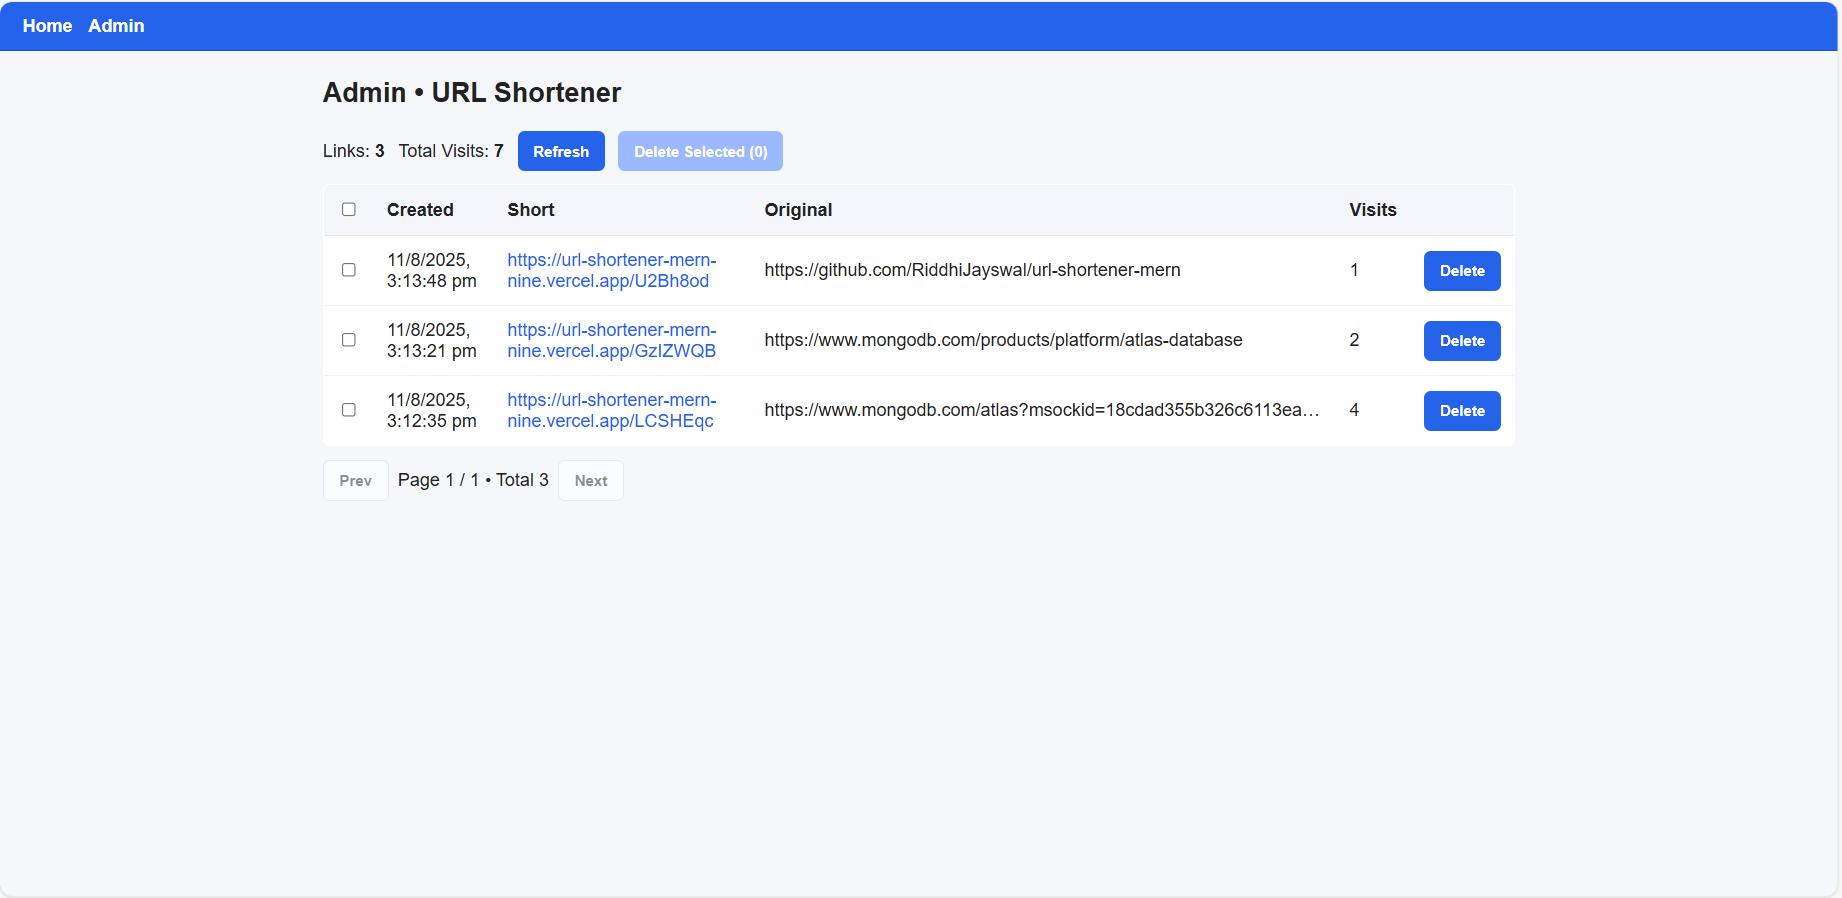 Home Admin
Admin • URL Shortener
Links: 3 Total Visits: 7 Refresh Delete Selected (0)
Created Short Original Visits
11/8/2025, https://url-shortener-mern-
3:13:48 pm nine.vercel.app/U2Bh8od https://github.com/RiddhiJayswal/url-shortener-mern 1 Delete
11/8/2025, https://url-shortener-mern-
3:13:21 pm nine.vercel.app/GzIZWQB https://www.mongodb.com/products/platform/atlas-database 2 Delete
11/8/2025, https://url-shortener-mern-
3:12:35 pm nine.vercel.app/LCSHEqc https://www.mongodb.com/atlas?msockid=18cdad355b326c6113ea… 4 Delete
Prev Page 1 / 1 • Total 3 Next